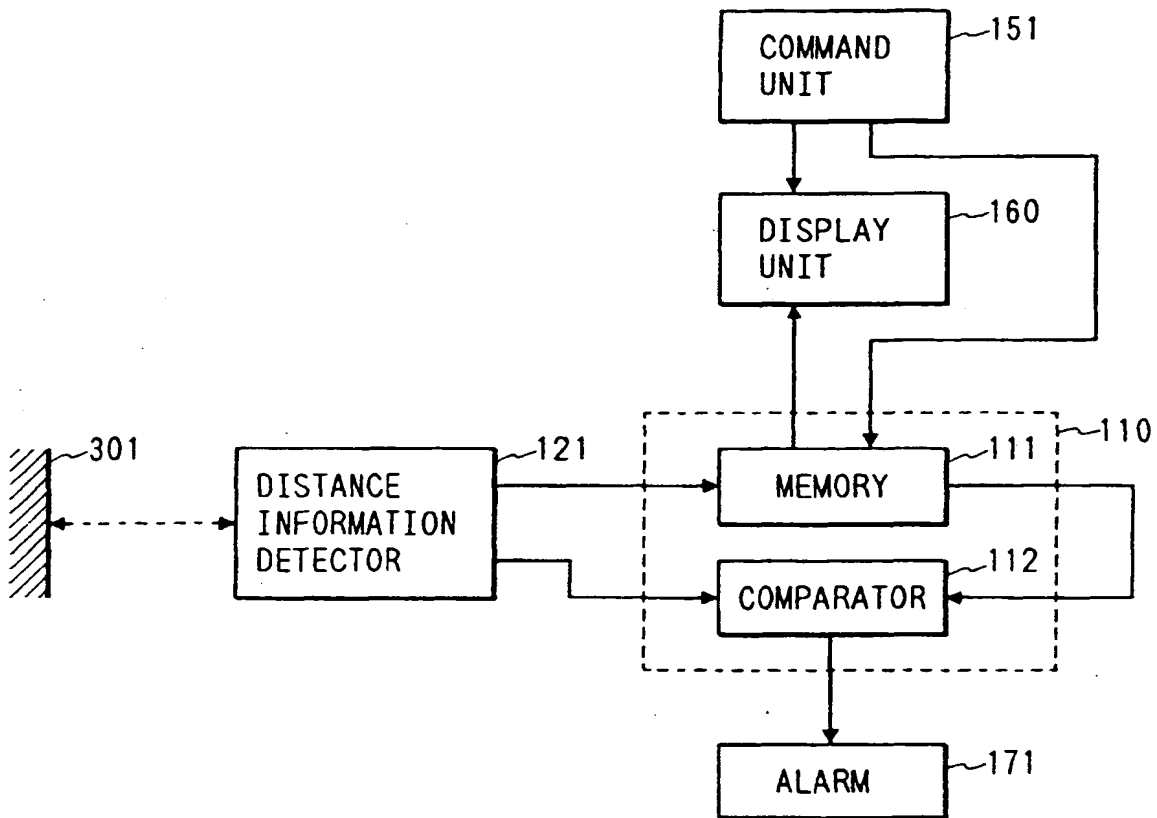 COMMAND
UNIT
151
DISPLAY
UNIT
160
110
301
DISTANCE
INFORMATION
DETECTOR
121
MEMORY
111
COMPARATOR
112
ALARM
171